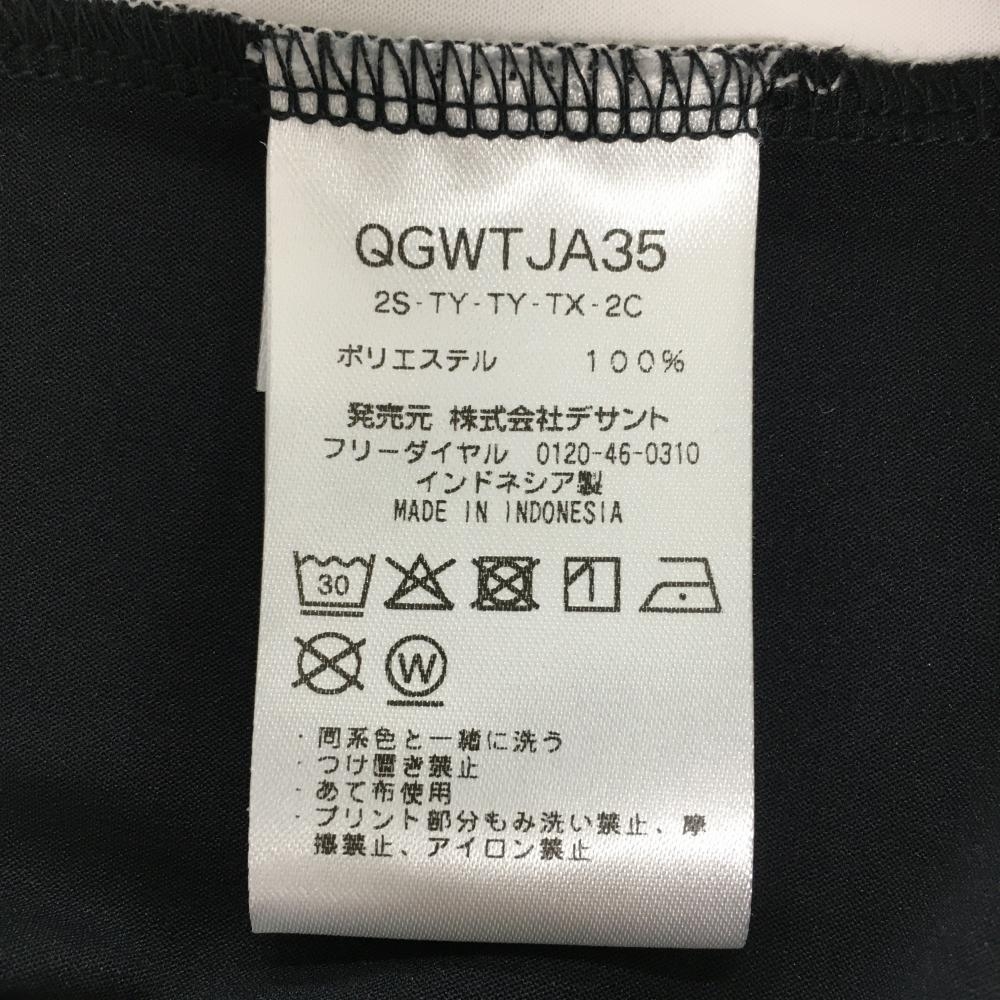 QGWTJA35
2S-TY-TY-TX-2C
ポリエステル １００％
発売元 株式会社デサント
フリーダイヤル 0120-46-0310
インドネシア製
MADE IN INDONESIA
30
W
・同系色と一緒に洗う
・つけ置き禁止
・あて布使用
・プリント部分もみ洗い禁止、摩
擦禁止、アイロン禁止